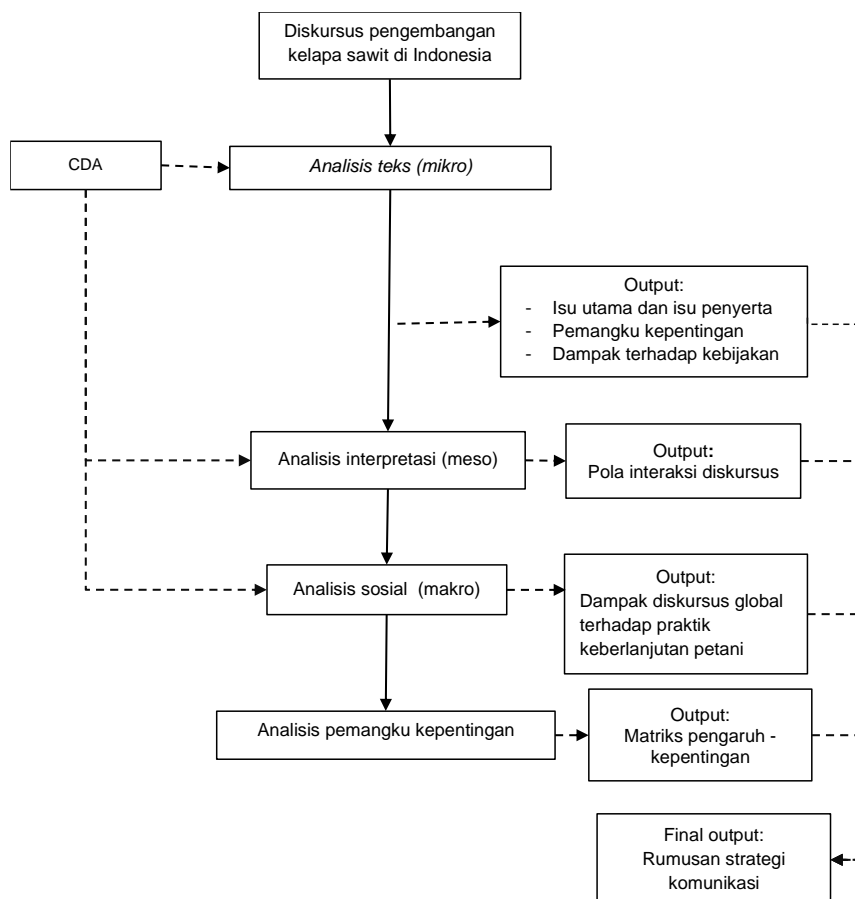 Diskursus pengembangan
kelapa sawit di Indonesia
CDA
Analisis teks (mikro)
Output:
- Isu utama dan isu penyerta
- Pemangku kepentingan
- Dampak terhadap kebijakan
Analisis interpretasi (meso)
Output:
Pola interaksi diskursus
Analisis sosial (makro)
Output:
Dampak diskursus global
terhadap praktik
keberlanjutan petani
Analisis pemangku kepentingan
Output:
Matriks pengaruh -
kepentingan
Final output:
Rumusan strategi
komunikasi